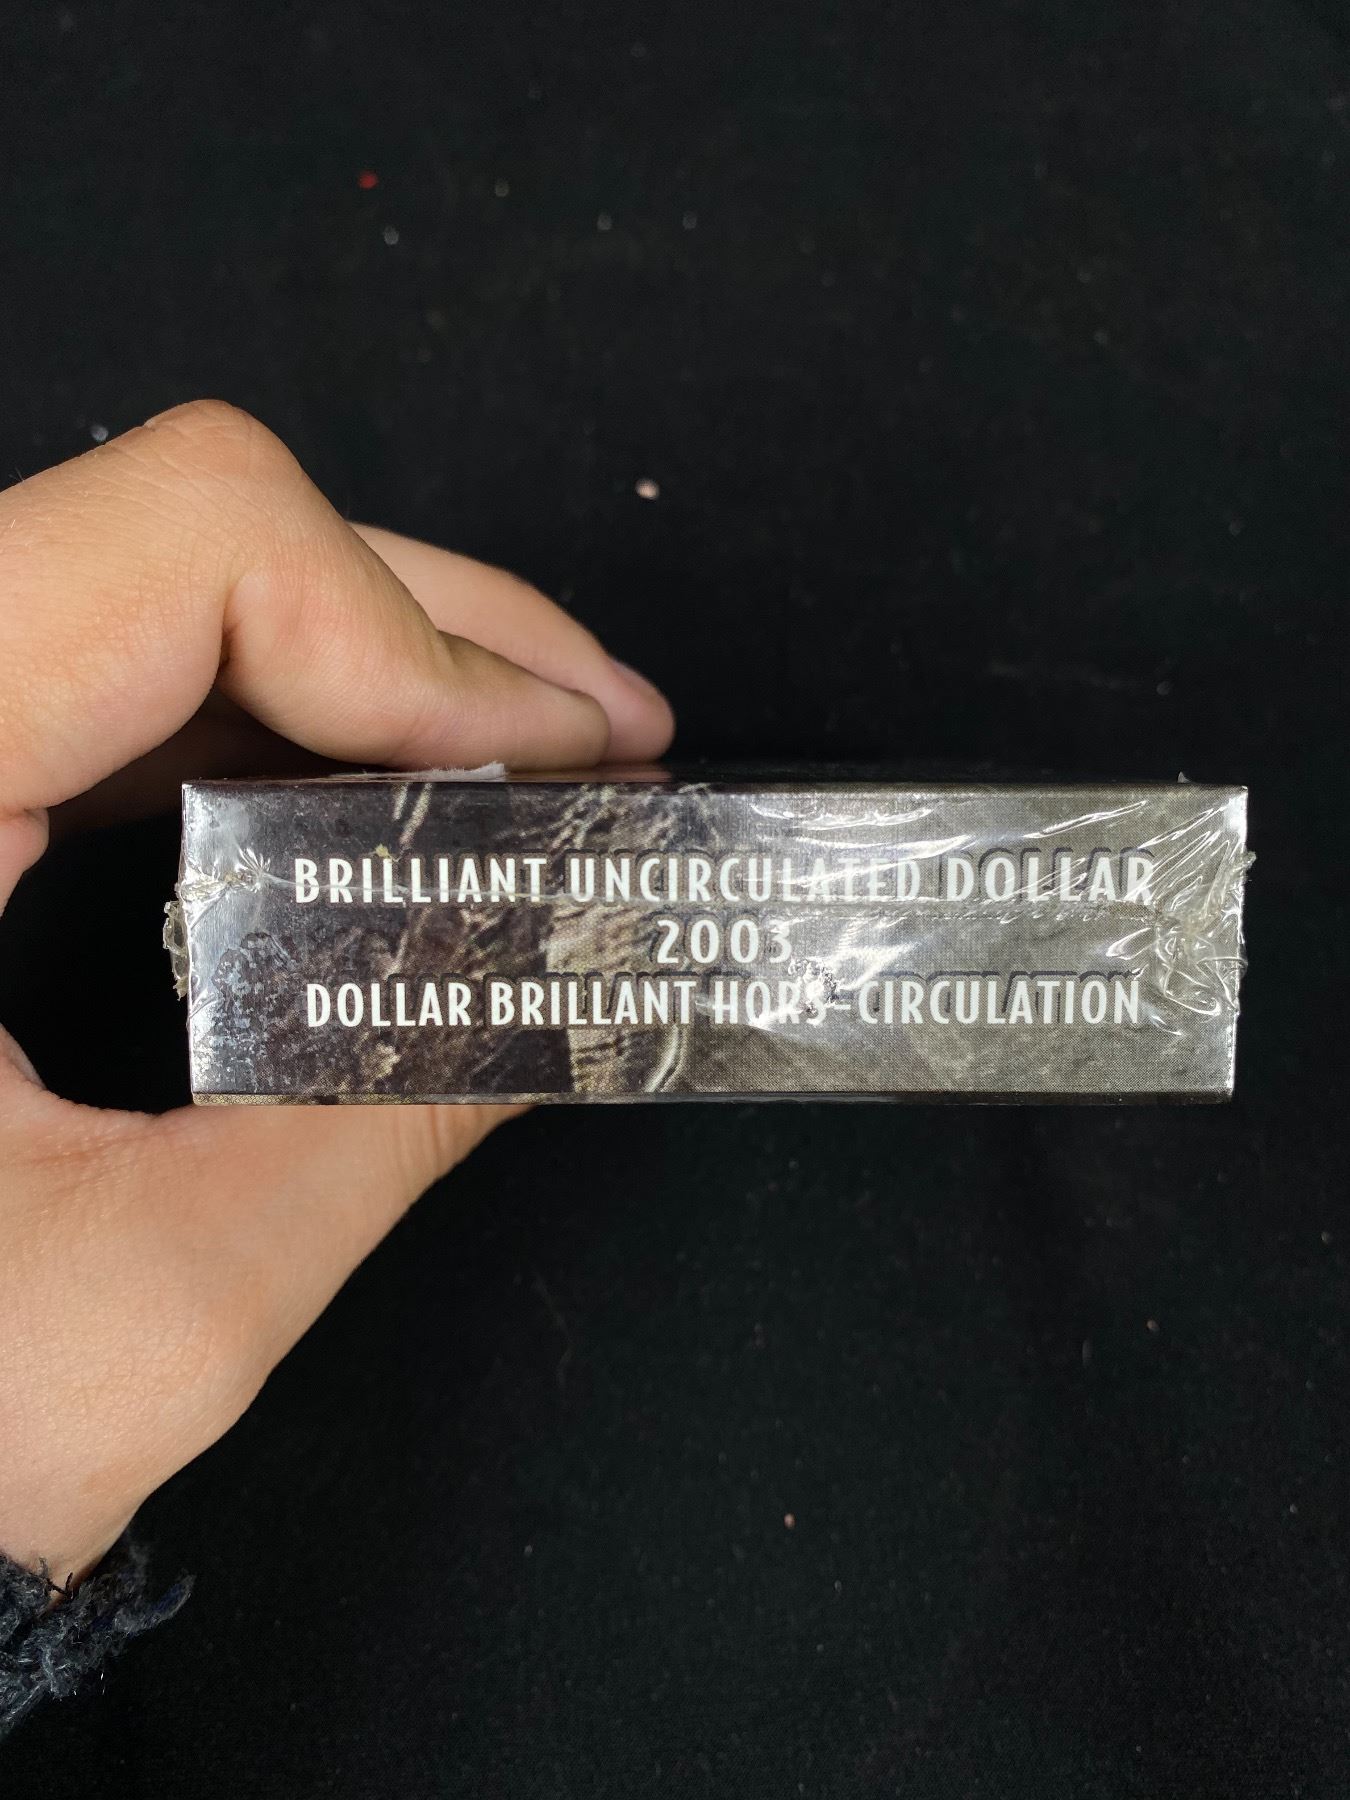 BRILLIANT UNCIRCULATED DOLLAR
2003
DOLLAR BRILLANT HORS-CIRCULATION